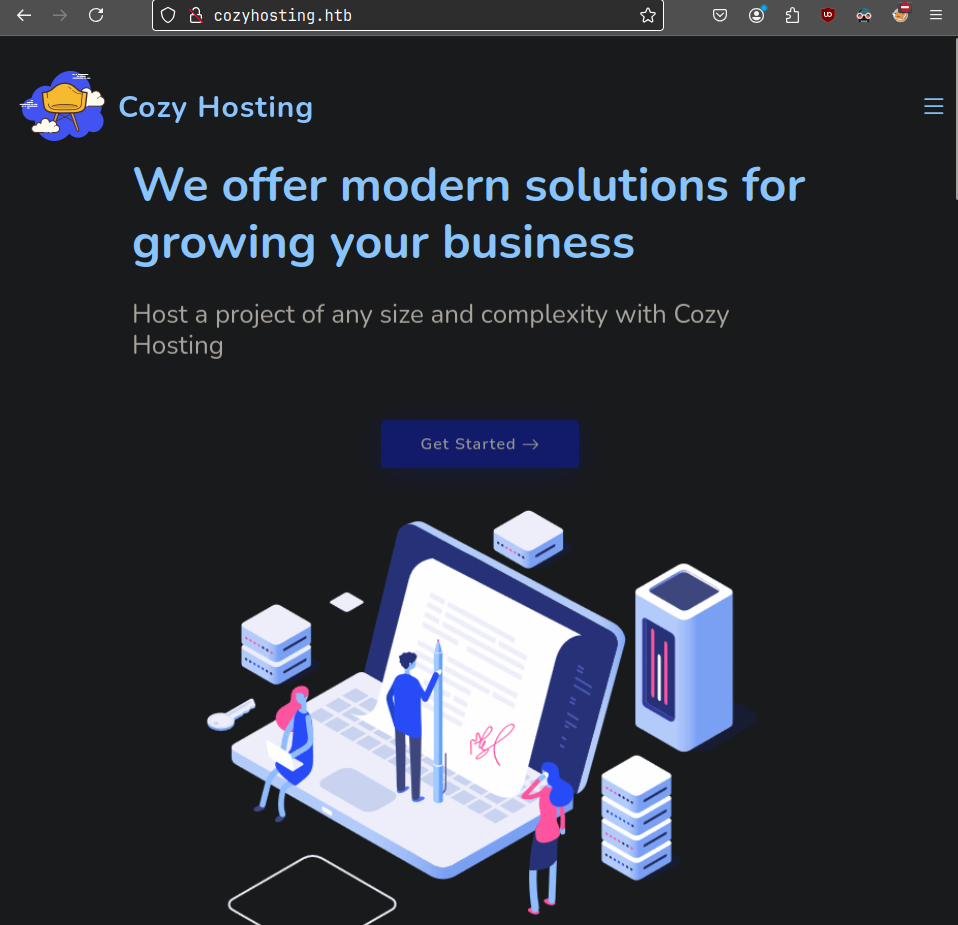 cozyhosting.htb
Cozy Hosting
We offer modern solutions for
growing your business
Host a project of any size and complexity with Cozy
Hosting
Get Started →